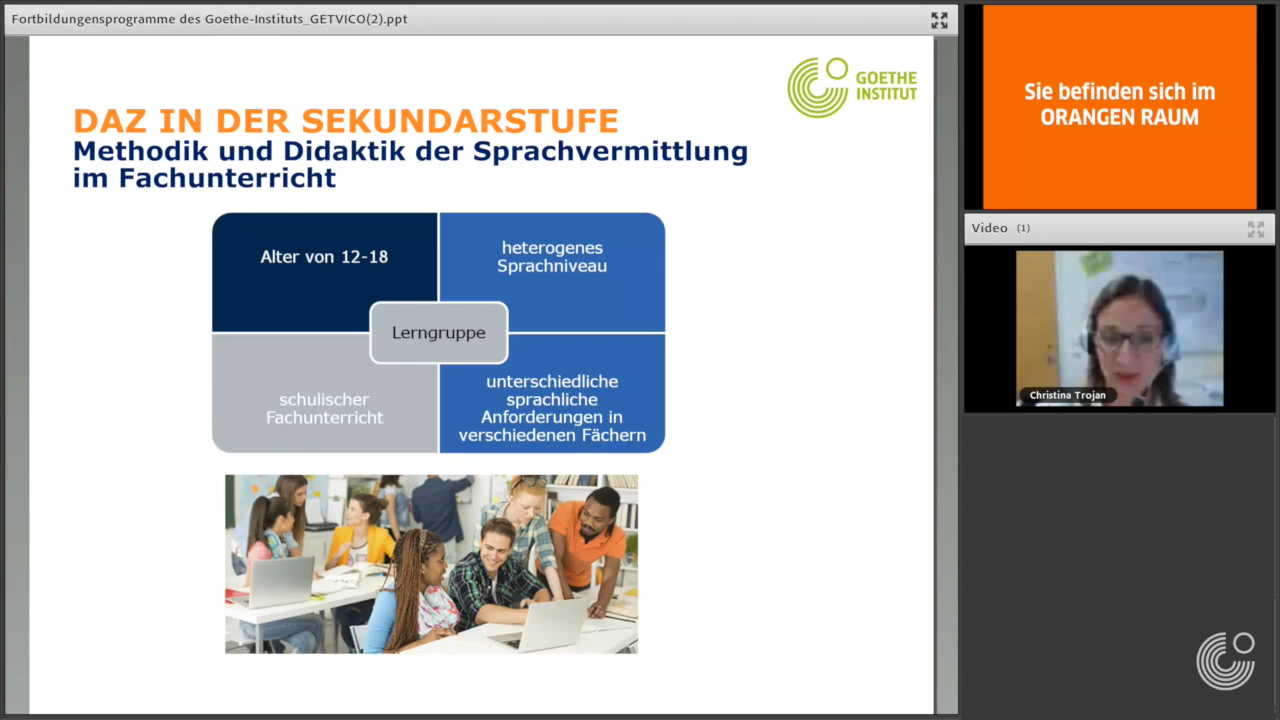 Fortbildungensprogramme des Goethe-Instituts_GETVICO(2).ppt
GOETHE
INSTITUT
DAZ IN DER SEKUNDARSTUFE
Methodik und Didaktik der Sprachvermittlung
im Fachunterricht
Alter von 12-18
heterogenes
Sprachniveau
Lerngruppe
schulischer
Fachunterricht
unterschiedliche
sprachliche
Anforderungen in
verschiedenen Fächern
Sie befinden sich im
ORANGEN RAUM
Video (1)
Christina Trojan